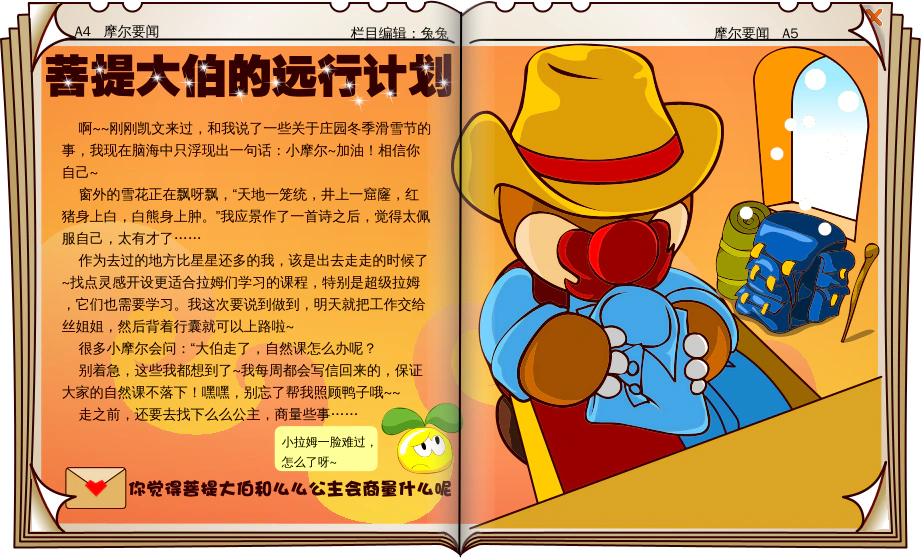 A4 摩尔要闻
栏目编辑：兔兔
摩尔要闻 A5
菩提大伯的远行计划
啊~~刚刚凯文来过，和我说了一些关于庄园冬季滑雪节的
事，我现在脑海中只浮现出一句话：小摩尔~加油！相信你
自己~
窗外的雪花正在飘呀飘，“天地一笼统，井上一窟窿，红
猪身上白，白熊身上肿。”我应景作了一首诗之后，觉得太佩
服自己，太有才了……
作为去过的地方比星星还多的我，该是出去走走的时候了
~找点灵感开设更适合拉姆们学习的课程，特别是超级拉姆
，它们也需要学习。我这次要说到做到，明天就把工作交给
丝姐姐，然后背着行囊就可以上路啦~
很多小摩尔会问：“大伯走了，自然课怎么办呢？
别着急，这些我都想到了~我每周都会写信回来的，保证
大家的自然课不落下！嘿嘿，别忘了帮我照顾鸭子哦~~
走之前，还要去找下么么公主，商量些事……
小拉姆一脸难过，
怎么了呀~
你觉得菩提大伯和么么公主会商量什么呢